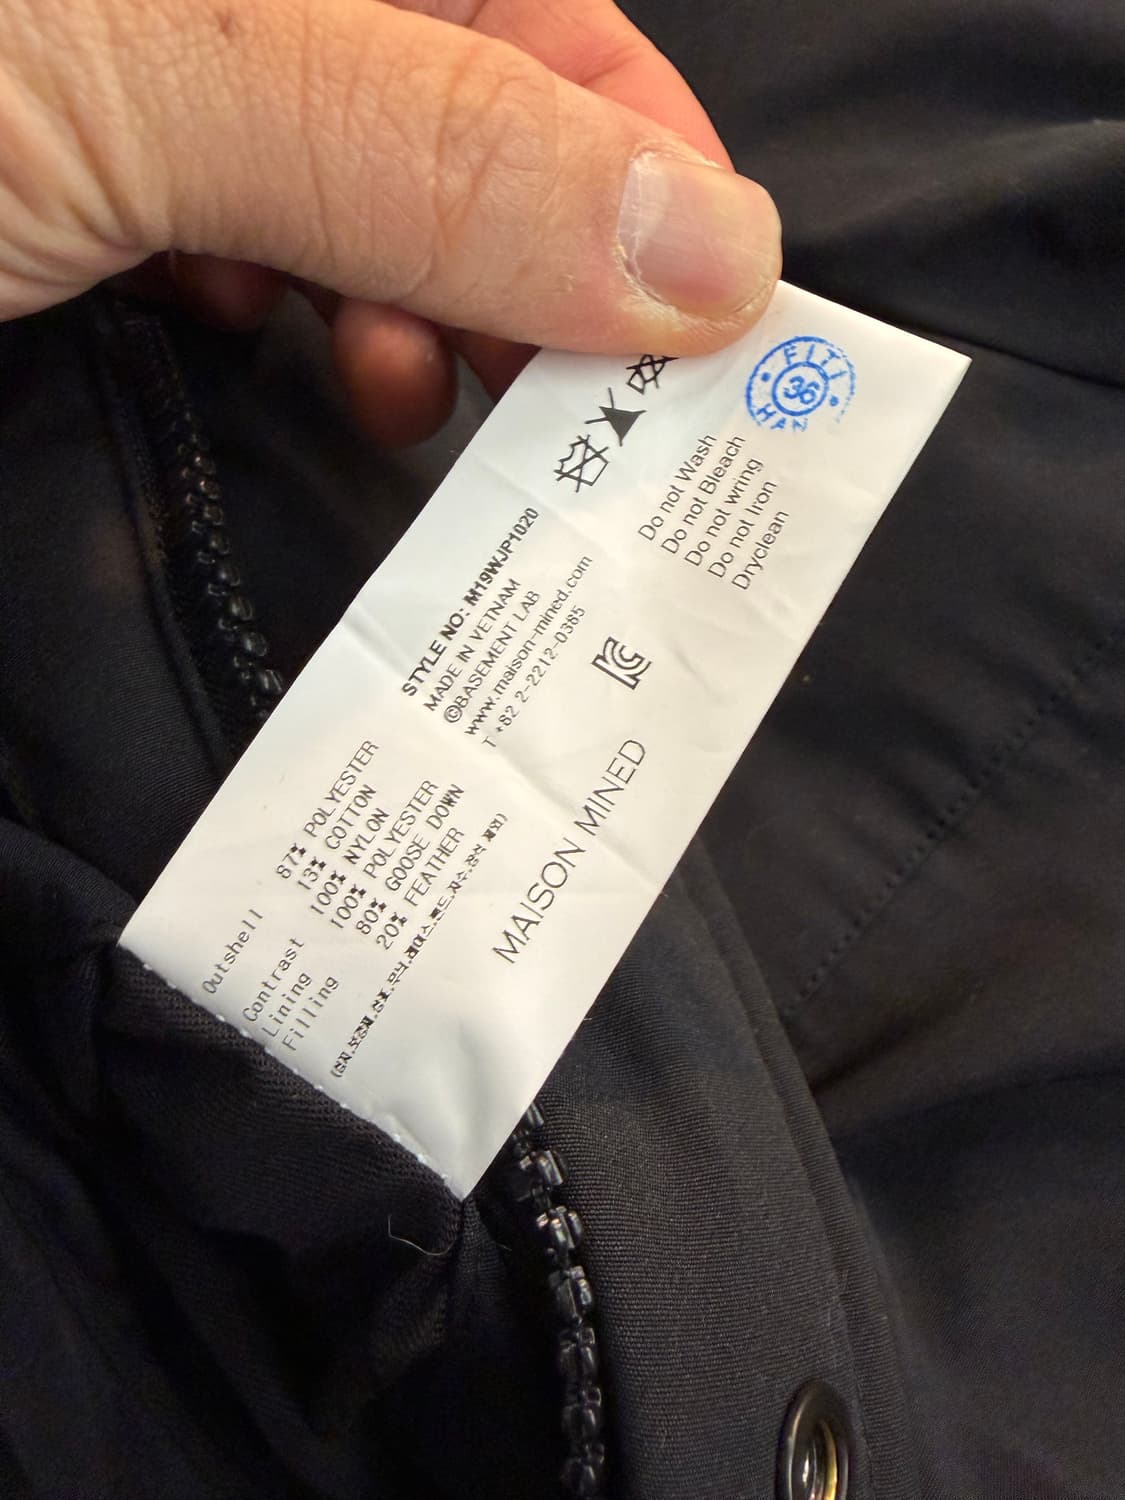 Outshell 87% POLYESTER
13% COTTON
Contrast 100% NYLON
Lining 100% POLYESTER
Filling 80% GOOSE DOWN
20% FEATHER
STYLE NO: M19WJP1020
MADE IN VETNAM
©BASEMENT LAB
www.maison-mined.com
T +82 2-2212-0385
MAISON MINED
Do not Wash
Do not Bleach
Do not wring
Do not Iron
Dryclean
FITI
36
HAN